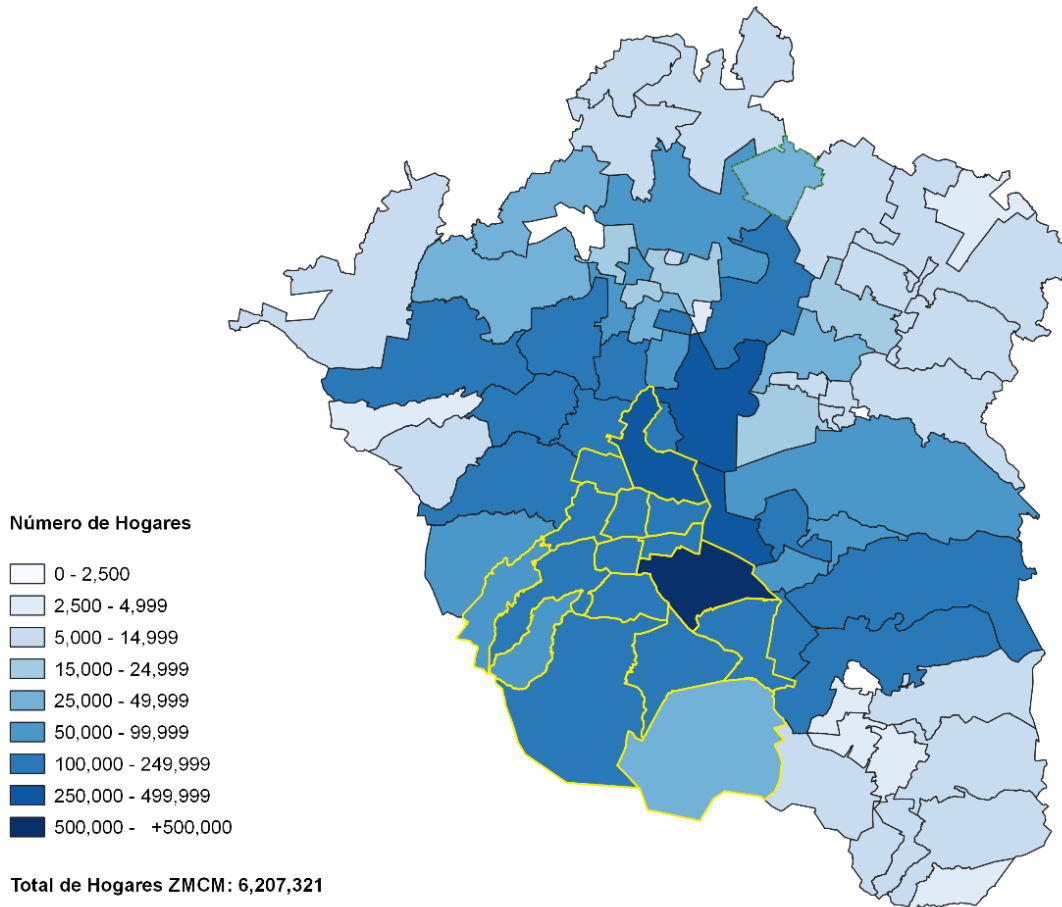 Número de Hogares
0 - 2,500
2,500 - 4,999
5,000 - 14,999
15,000 - 24,999
25,000 - 49,999
50,000 - 99,999
100,000 - 249,999
250,000 - 499,999
500,000 - +500,000
Total de Hogares ZMCM: 6,207,321